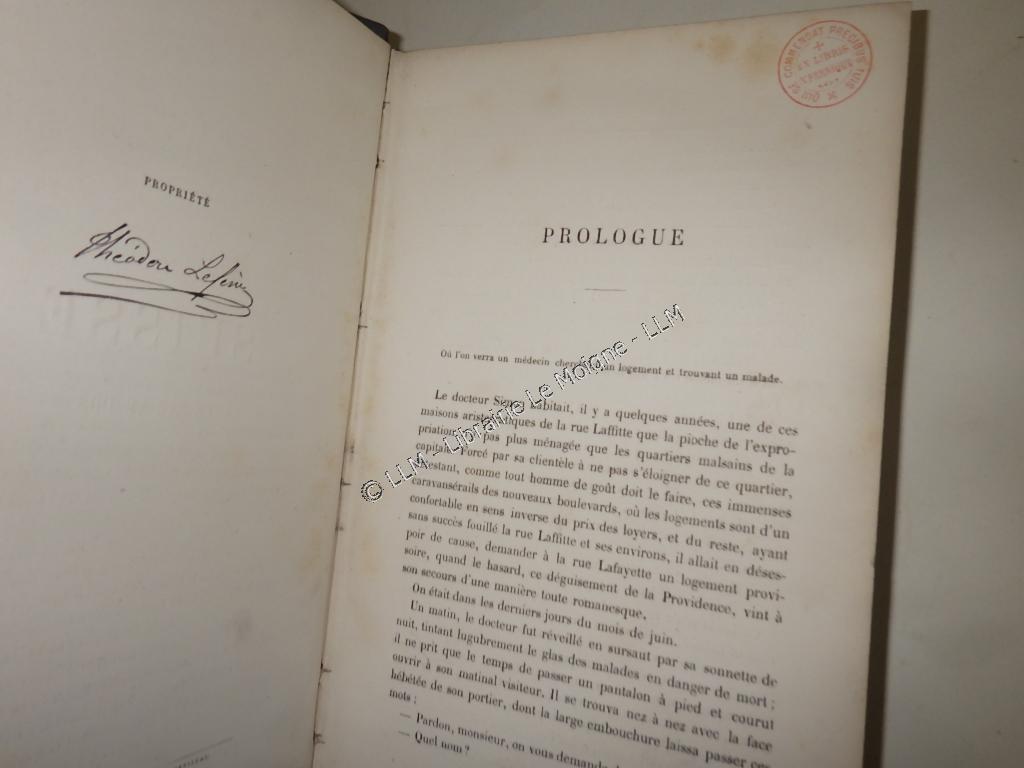 PROPRIÉTÉ
Théodore Lefèvre
SE COMMENDAT PRECIBUS TUIS
EX LIBRIS
PROLOGUE
Où l'on verra un médecin un logement et trouvant un malade.
Le docteur habitait, il y a quelques années, une de ces
maisons de la rue Laffitte que la pioche de l'expro-
priation pas plus ménagée que les quartiers malsains de la
Forcé par sa clientèle à ne pas s'éloigner de ce quartier,
comme tout homme de goût doit le faire, ces immenses
caravansérails des nouveaux boulevards, où les logements sont d'un
confortable en sens inverse du prix des loyers, et du reste, ayant
sans succès fouillé la rue Laffitte et ses environs, il allait en déses-
poir de cause, demander à la rue Lafayette un logement provi-
soire, quand le hasard, ce déguisement de la Providence, vint à
son secours d'une manière toute romanesque.
On était dans les derniers jours du mois de juin.
Un matin, le docteur fut réveillé en sursaut par sa sonnette de
nuit, tintant lugubrement le glas des malades en danger de mort ;
il ne prit que le temps de passer un pantalon à pied et courut
ouvrir à son matinal visiteur. Il se trouva nez à nez avec la face
hébétée de son portier, dont la large embouchure laissa passer ces
mots :
— Pardon, monsieur, on vous demande
— Quel nom ?
© LLM - Librairie Le Moigne - LLM